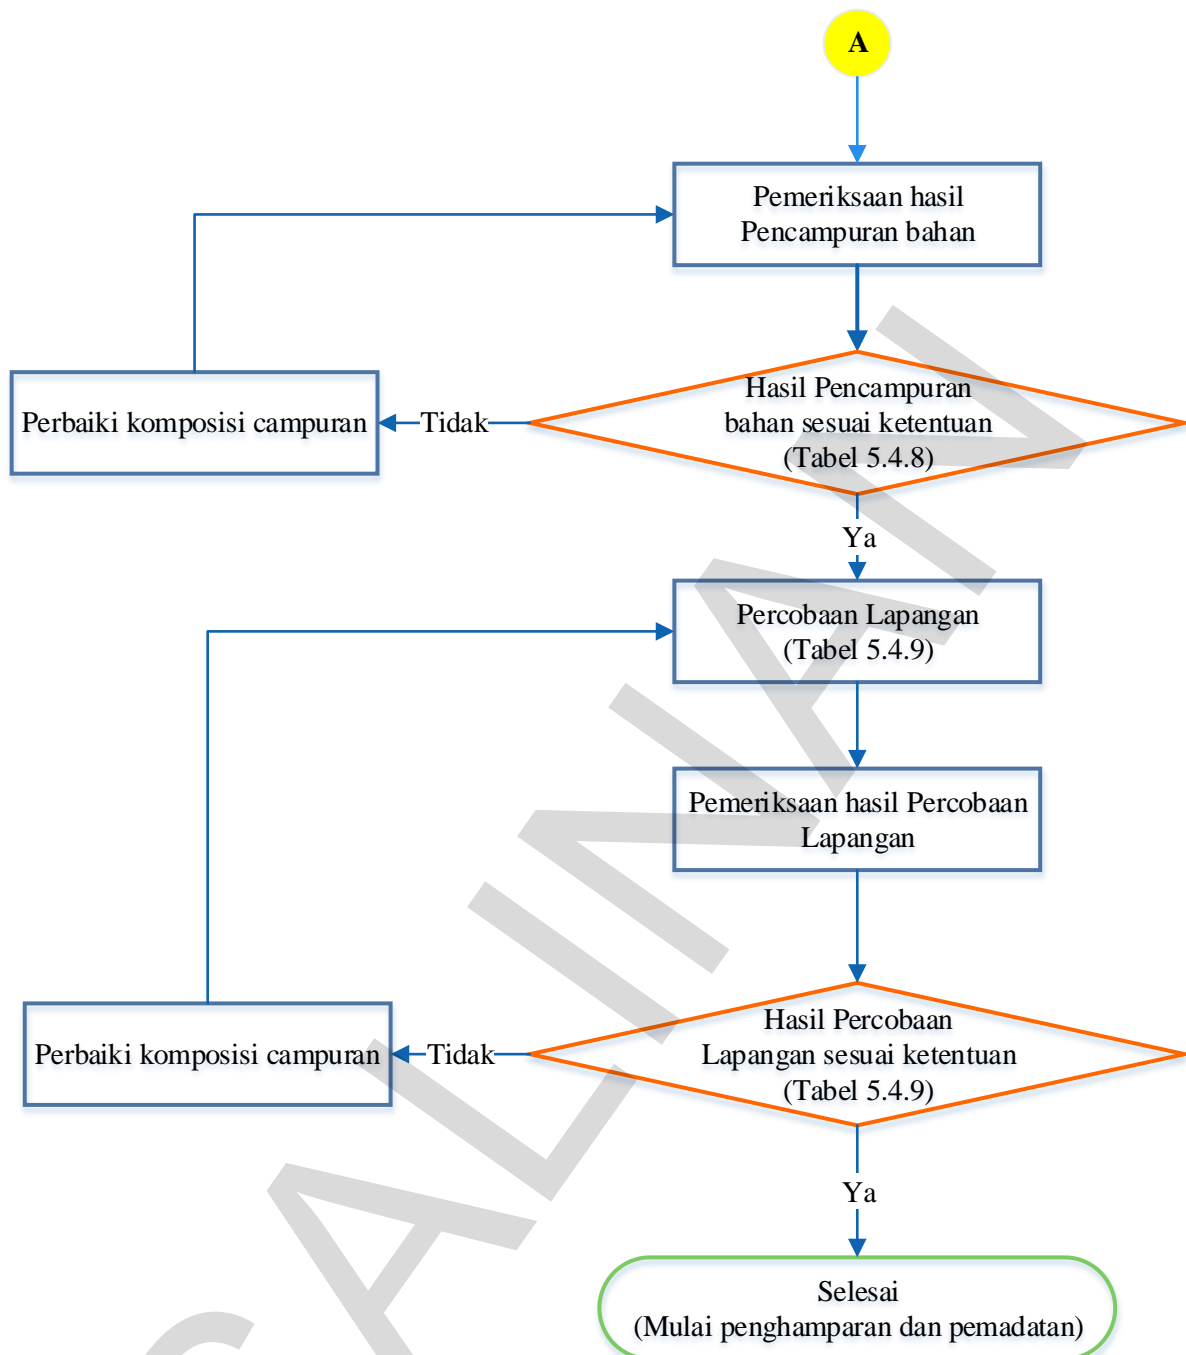 A
Pemeriksaan hasil
Pencampuran bahan
Hasil Pencampuran
bahan sesuai ketentuan
(Tabel 5.4.8)
Tidak
Perbaiki komposisi campuran
Ya
Percobaan Lapangan
(Tabel 5.4.9)
Pemeriksaan hasil Percobaan
Lapangan
Hasil Percobaan
Lapangan sesuai ketentuan
(Tabel 5.4.9)
Tidak
Perbaiki komposisi campuran
Ya
Selesai
(Mulai penghamparan dan pemadatan)
SALINAN